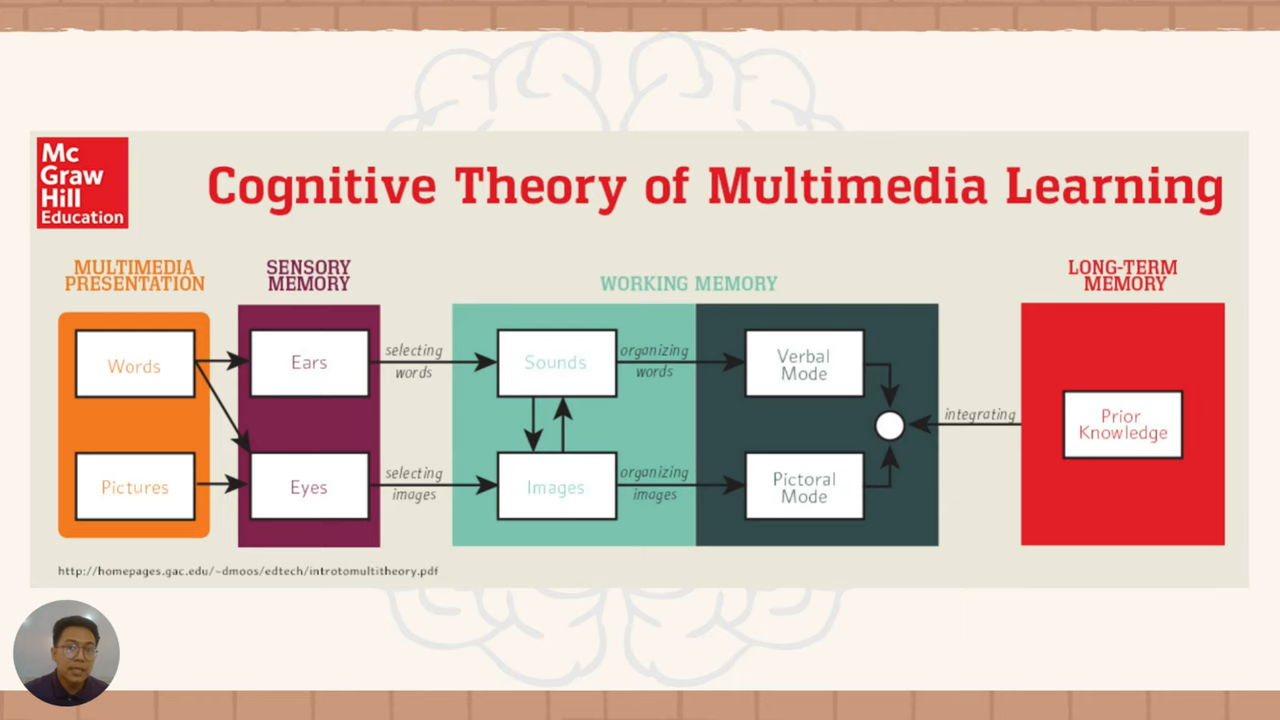 Mc
Graw
Hill
Education
Cognitive Theory of Multimedia Learning
MULTIMEDIA
PRESENTATION
SENSORY
MEMORY
WORKING MEMORY
LONG-TERM
MEMORY
Words
Ears
selecting
words
Sounds
organizing
words
Verbal
Mode
integrating
Prior
Knowledge
Pictures
Eyes
selecting
images
Images
organizing
images
Pictoral
Mode
http://homepages.gac.edu/~dmoos/edtech/introtomultitheory.pdf